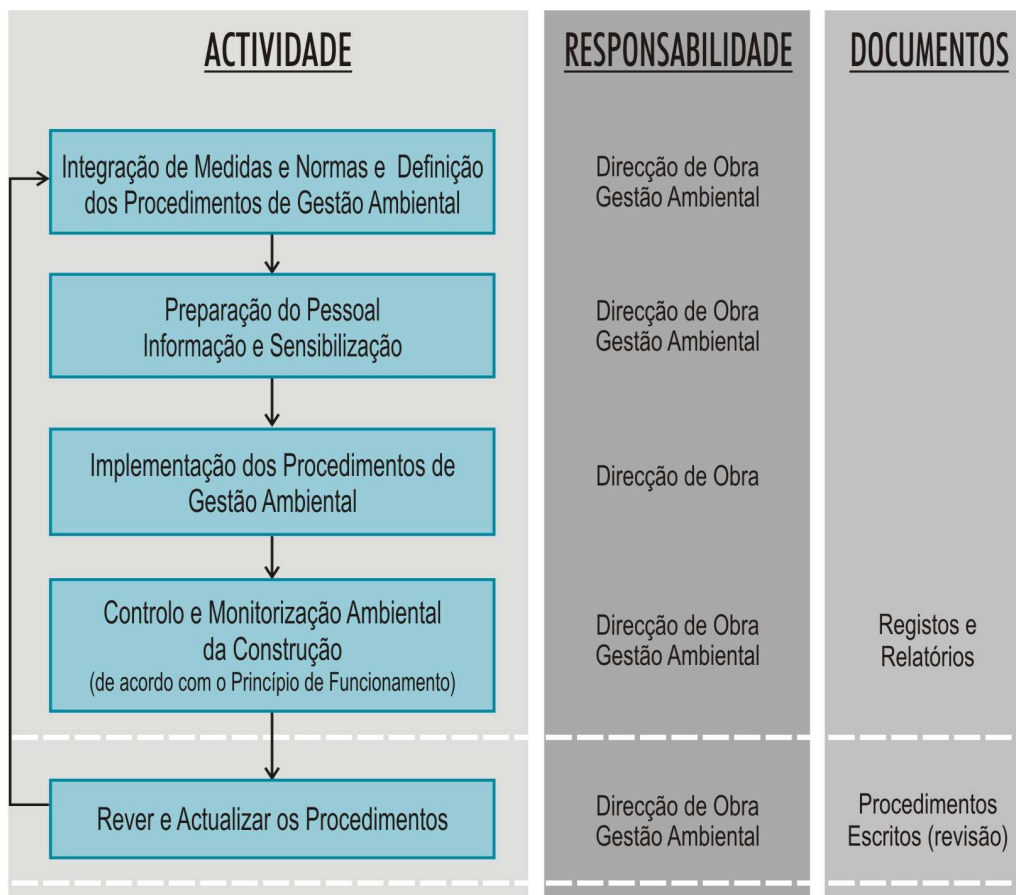 ACTIVIDADE
RESPONSABILIDADE
DOCUMENTOS
Integração de Medidas e Normas e Definição
dos Procedimentos de Gestão Ambiental
Direcção de Obra
Gestão Ambiental
Preparação do Pessoal
Informação e Sensibilização
Direcção de Obra
Gestão Ambiental
Implementação dos Procedimentos de
Gestão Ambiental
Direcção de Obra
Controlo e Monitorização Ambiental
da Construção
(de acordo com o Princípio de Funcionamento)
Direcção de Obra
Gestão Ambiental
Registos e
Relatórios
Rever e Actualizar os Procedimentos
Direcção de Obra
Gestão Ambiental
Procedimentos
Escritos (revisão)